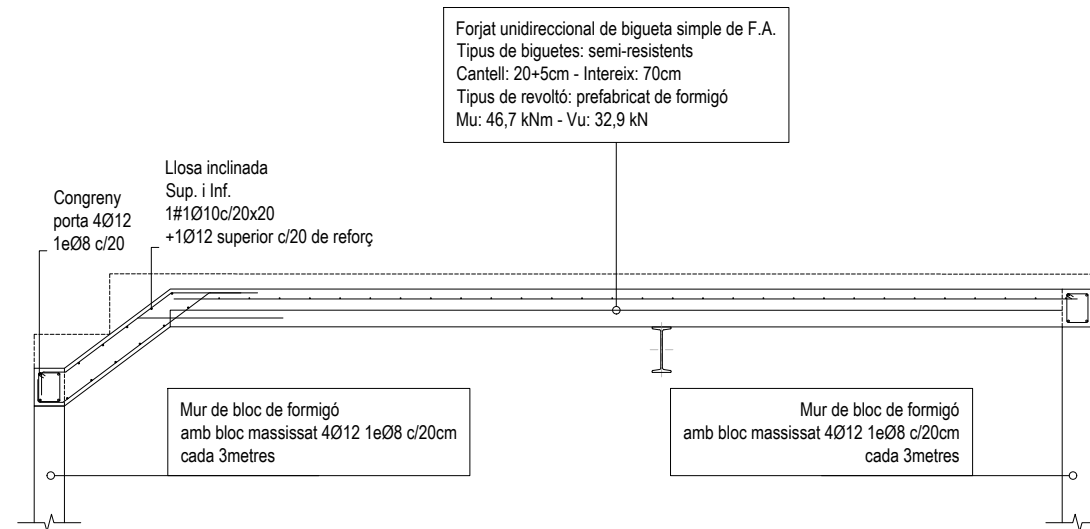 Forjat unidireccional de bigueta simple de F.A.
Tipus de biguetes: semi-resistents
Cantell: 20+5cm - Intereix: 70cm
Tipus de revoltó: prefabricat de formigó
Mu: 46,7 kNm - Vu: 32,9 kN
Llosa inclinada
Sup. i Inf.
1#1Ø10c/20x20
+1Ø12 superior c/20 de reforç
Congreny
porta 4Ø12
1eØ8 c/20
Mur de bloc de formigó
amb bloc massissat 4Ø12 1eØ8 c/20cm
cada 3metres
Mur de bloc de formigó
amb bloc massissat 4Ø12 1eØ8 c/20cm
cada 3metres